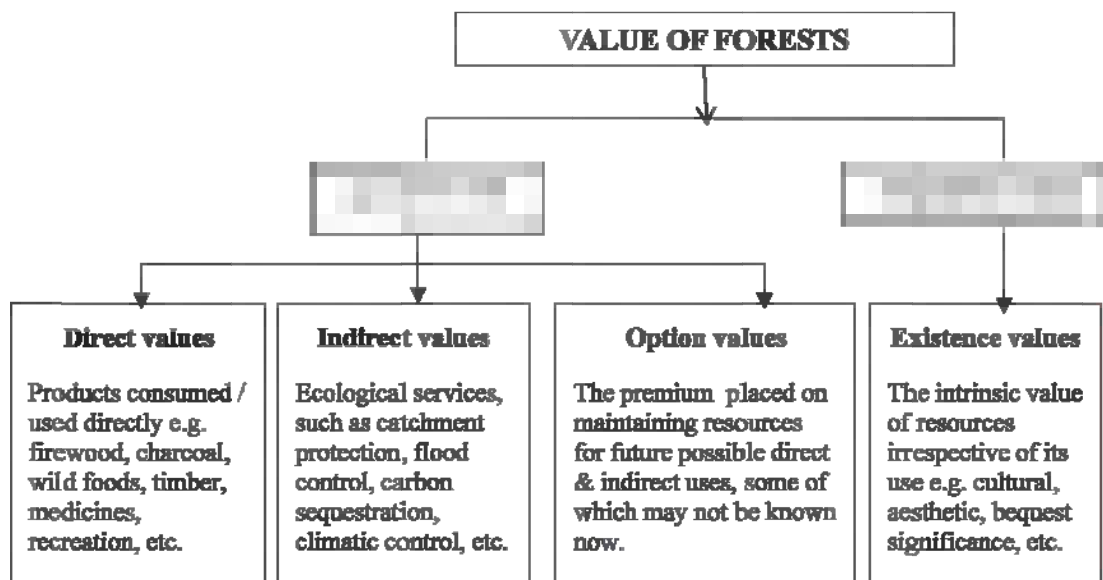 VALUE OF FORESTS
Direct values
Products consumed /
used directly e.g.
firewood, charcoal,
wild foods, timber,
medicines,
recreation, etc.
Indirect values
Ecological services,
such as catchment
protection, flood
control, carbon
sequestration,
climatic control, etc.
Option values
The premium placed on
maintaining resources
for future possible direct
& indirect uses, some of
which may not be known
now.
Existence values
The intrinsic value
of resources
irrespective of its
use e.g. cultural,
aesthetic, bequest
significance, etc.